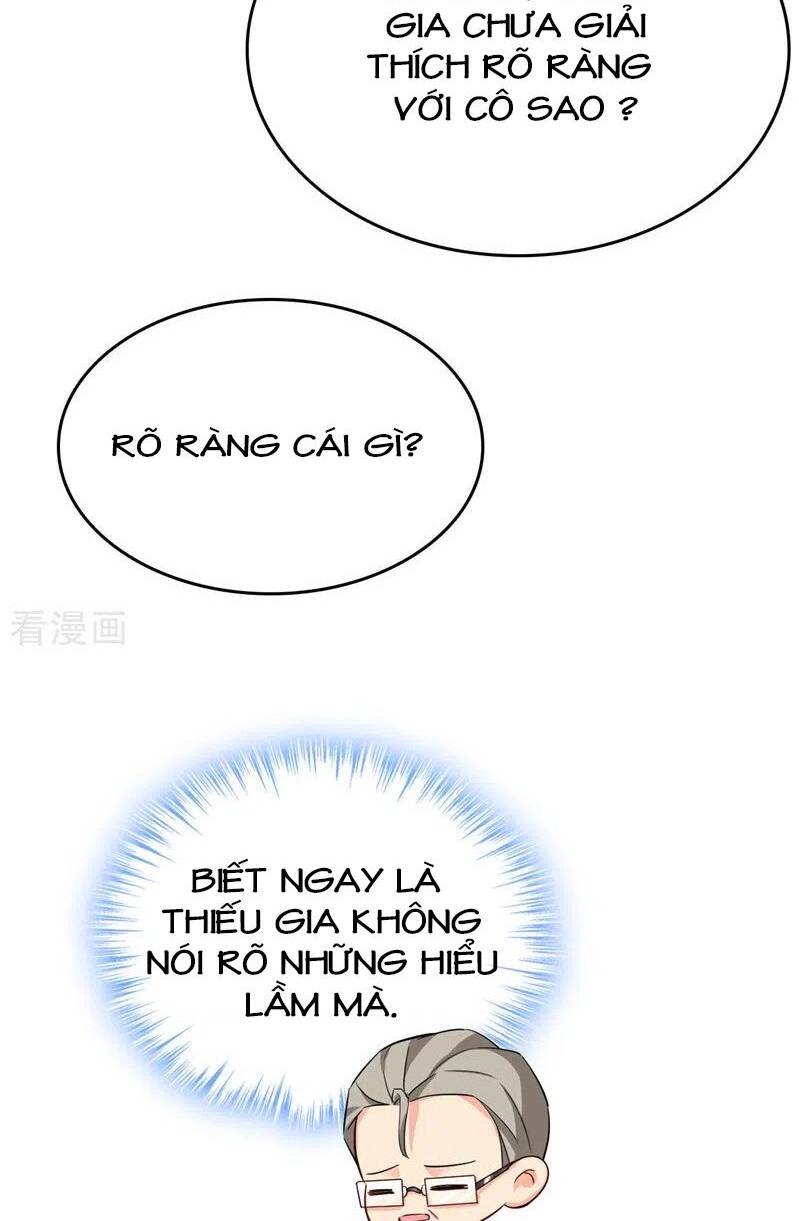 GIA CHƯA GIẢI
THÍCH RÕ RÀNG
VỚI CÔ SAO ?
RÕ RÀNG CÁI GÌ?
看漫画
BIẾT NGAY LÀ
THIẾU GIA KHÔNG
NÓI RÕ NHỮNG HIỂU
LẦM MÀ.